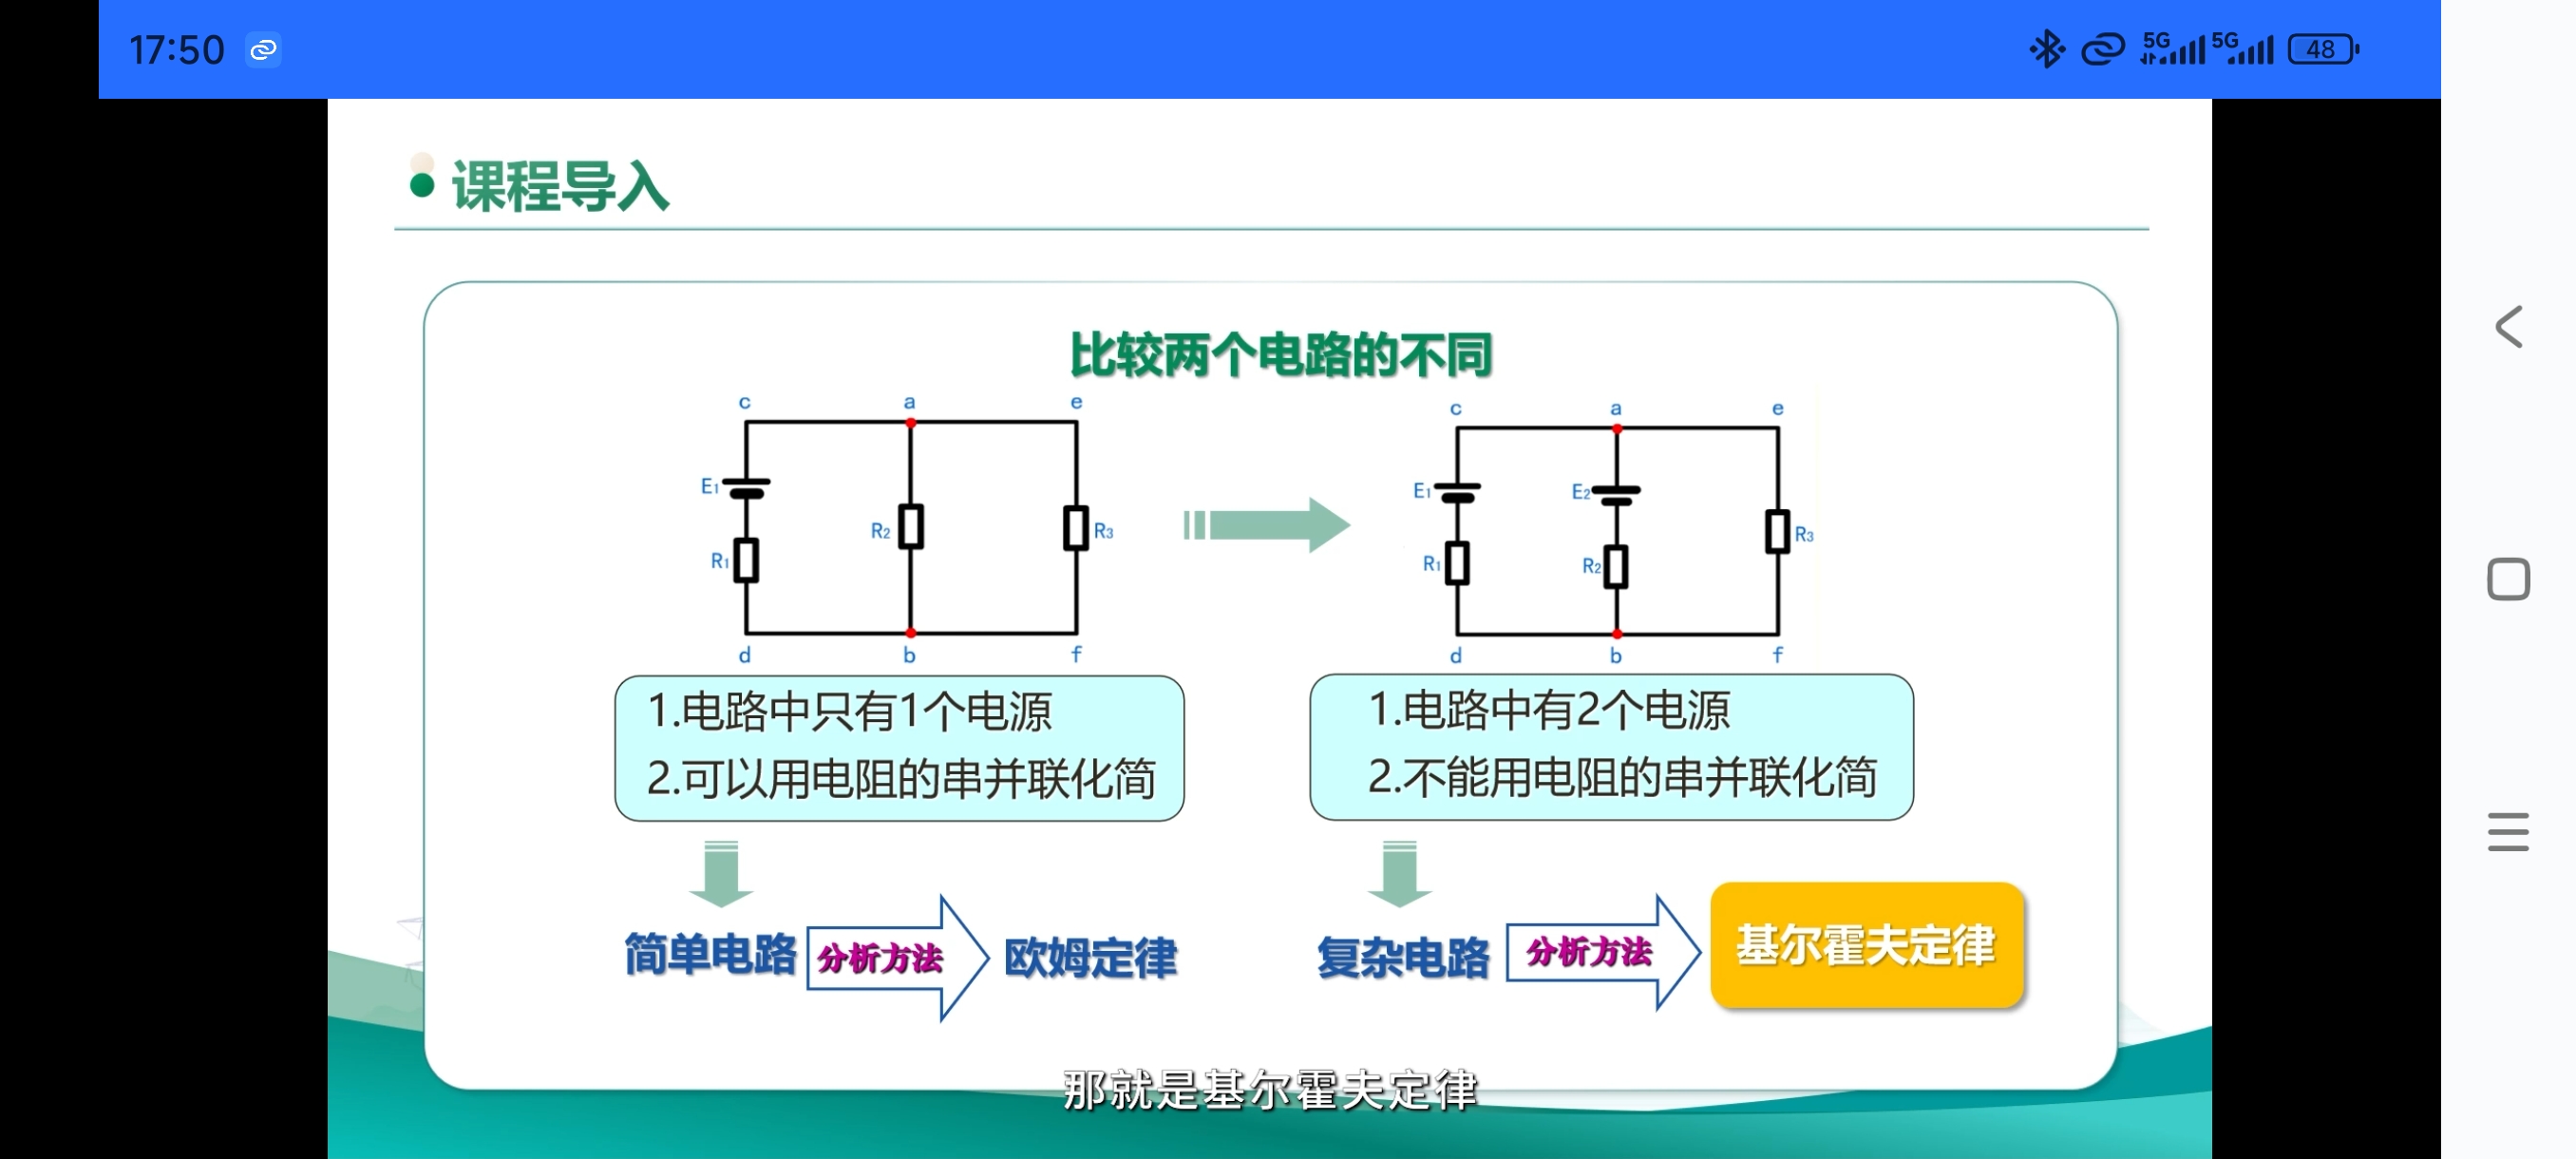 17:50
5G 5G 48
课程导入
比较两个电路的不同
c a e
E1
R1
R2
R3
d b f
c a e
E1
E2
R1
R2
R3
d b f
1.电路中只有1个电源
2.可以用电阻的串并联化简
1.电路中有2个电源
2.不能用电阻的串并联化简
简单电路 分析方法 欧姆定律
复杂电路 分析方法 基尔霍夫定律
那就是基尔霍夫定律